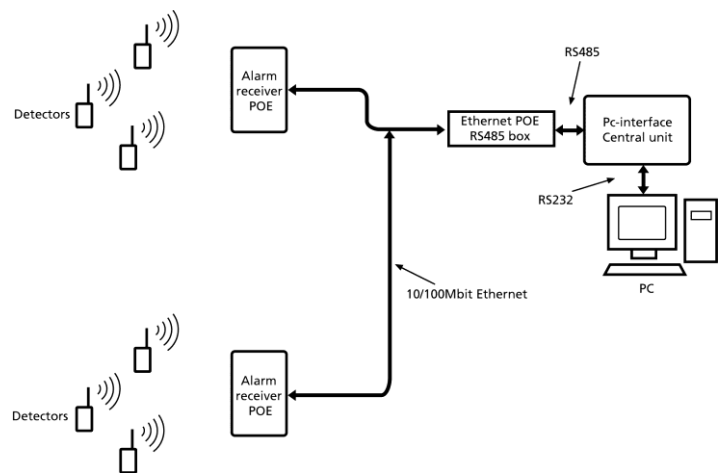 RS485
Detectors
Alarm
receiver
POE
Ethernet POE
RS485 box
Pc-interface
Central unit
RS232
PC
10/100Mbit Ethernet
Detectors
Alarm
receiver
POE